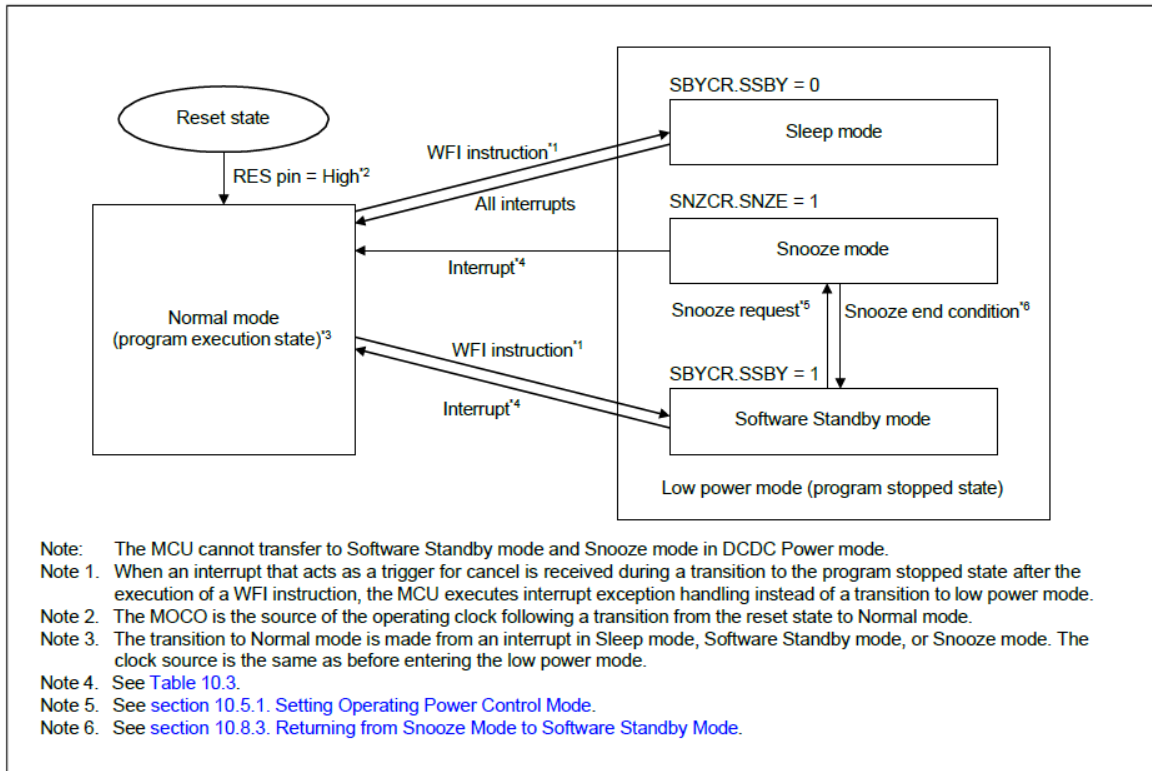 SBYCR.SSBY = 0
Reset state
Sleep mode
WFI instruction*1
RES pin = High*2
All interrupts
SNZCR.SNZE = 1
Snooze mode
Interrupt*4
Snooze request*5
Snooze end condition*6
Normal mode
(program execution state)*3
WFI instruction*1
SBYCR.SSBY = 1
Interrupt*4
Software Standby mode
Low power mode (program stopped state)
Note: The MCU cannot transfer to Software Standby mode and Snooze mode in DCDC Power mode.
Note 1. When an interrupt that acts as a trigger for cancel is received during a transition to the program stopped state after the
execution of a WFI instruction, the MCU executes interrupt exception handling instead of a transition to low power mode.
Note 2. The MOCO is the source of the operating clock following a transition from the reset state to Normal mode.
Note 3. The transition to Normal mode is made from an interrupt in Sleep mode, Software Standby mode, or Snooze mode. The
clock source is the same as before entering the low power mode.
Note 4. See Table 10.3.
Note 5. See section 10.5.1. Setting Operating Power Control Mode.
Note 6. See section 10.8.3. Returning from Snooze Mode to Software Standby Mode.